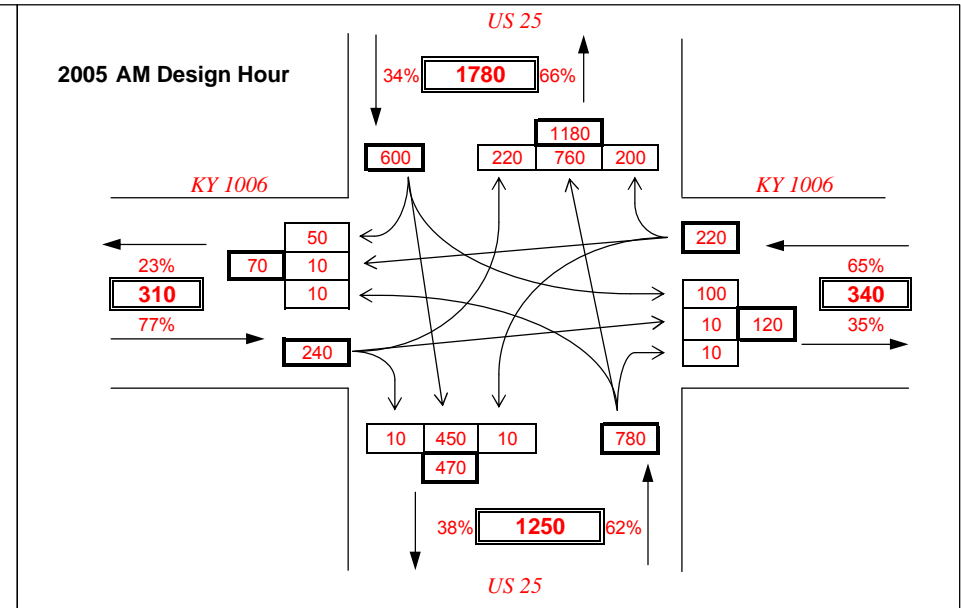 US 25
2005 AM Design Hour
34% 1780 66%
1180
600 220 760 200
KY 1006 KY 1006
50 220
23% 70 10 65%
310 10 100 340
77% 10 120 35%
240 10
10 450 10 780
470
38% 1250 62%
US 25